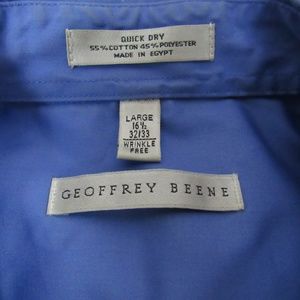 QUICK DRY
55% COTTON 45% POLYESTER
MADE IN EGYPT
LARGE
16½
32/33
WRINKLE
FREE
GEOFFREY BEENE